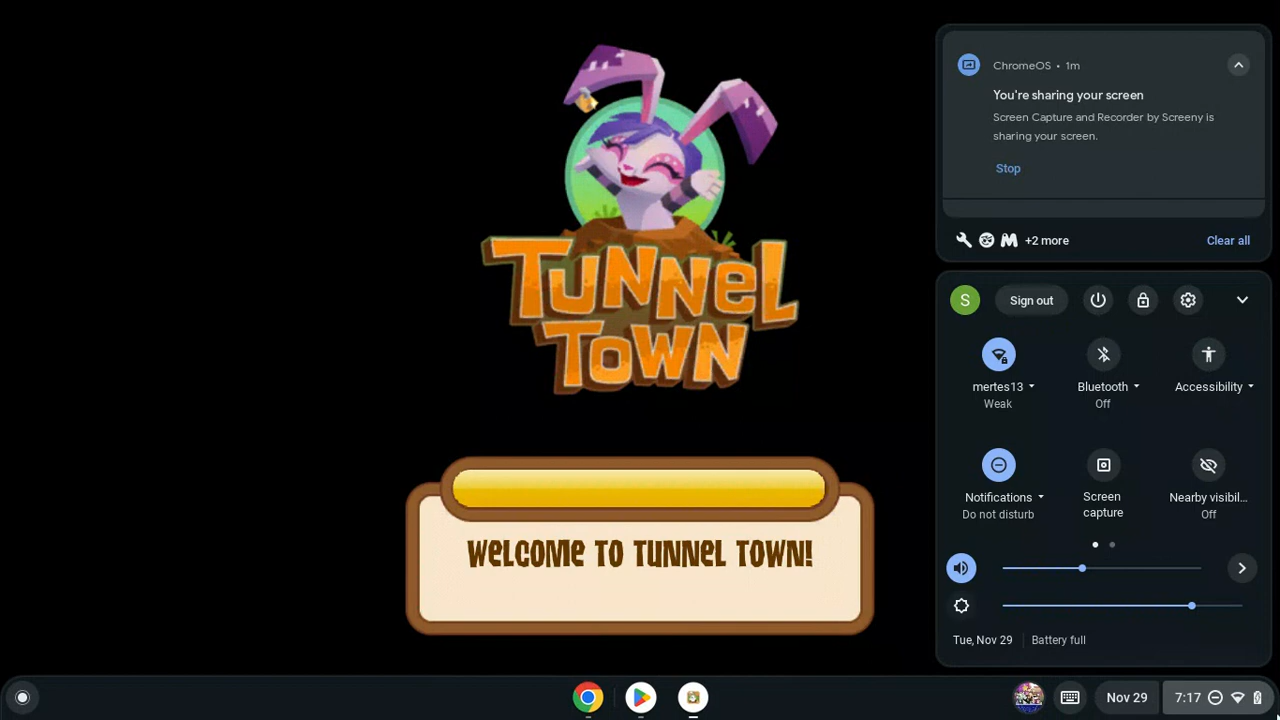 TUNNEL
TOWN
WELCOME TO TUNNEL TOWN!
ChromeOS • 1m
You're sharing your screen
Screen Capture and Recorder by Screeny is
sharing your screen.
Stop
+2 more
Clear all
S
Sign out
mertes13
Weak
Bluetooth
Off
Accessibility
Notifications
Do not disturb
Screen
capture
Nearby visibil...
Off
Tue, Nov 29
Battery full
Nov 29
7:17